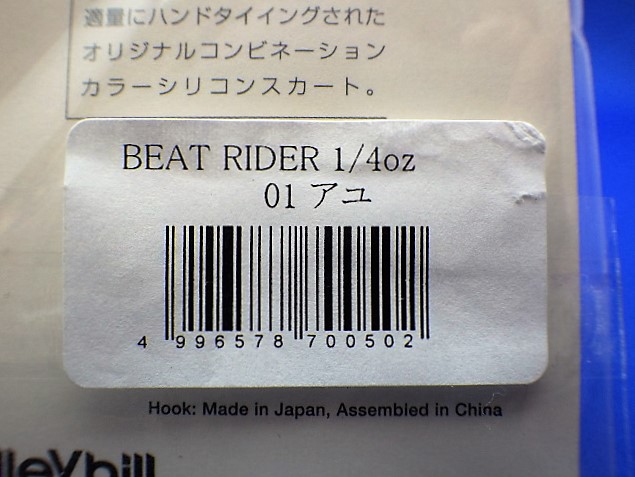 適量にハンドタイイングされた
オリジナルコンビネーション
カラーシリコンスカート。
BEAT RIDER 1/4oz
01 アユ
4 996578 700502
Hook: Made in Japan, Assembled in China